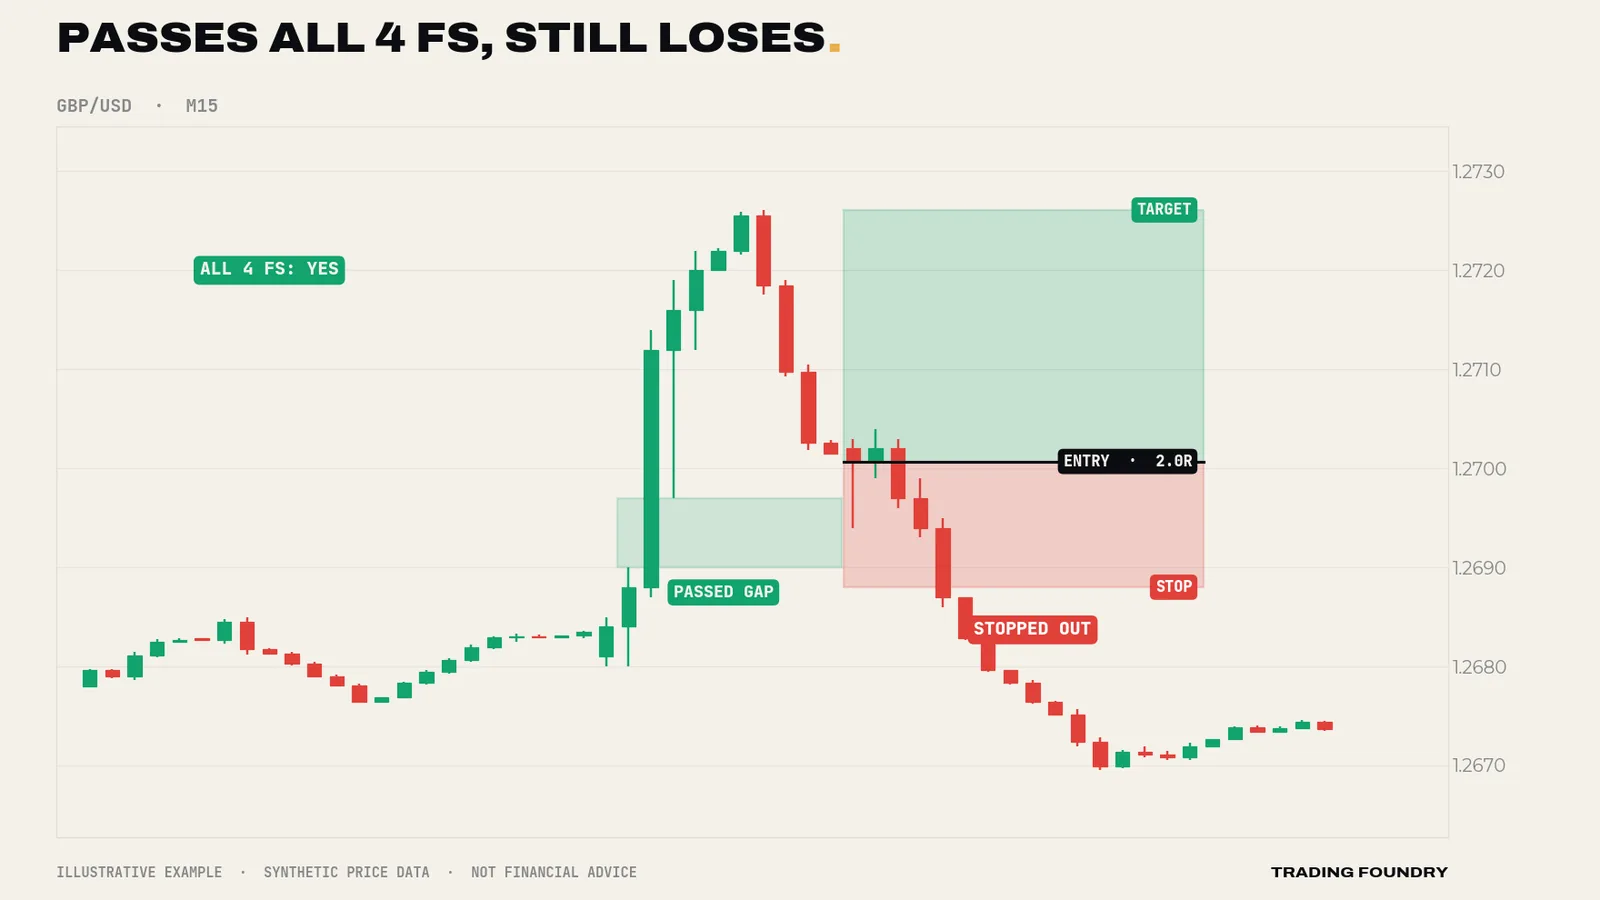 PASSES ALL 4 FS, STILL LOSES.
GBP/USD · M15
1.2730
TARGET
ALL 4 FS: YES
1.2720
1.2710
ENTRY · 2.0R
1.2700
1.2690
PASSED GAP
STOP
STOPPED OUT
1.2680
1.2670
ILLUSTRATIVE EXAMPLE · SYNTHETIC PRICE DATA · NOT FINANCIAL ADVICE
TRADING FOUNDRY